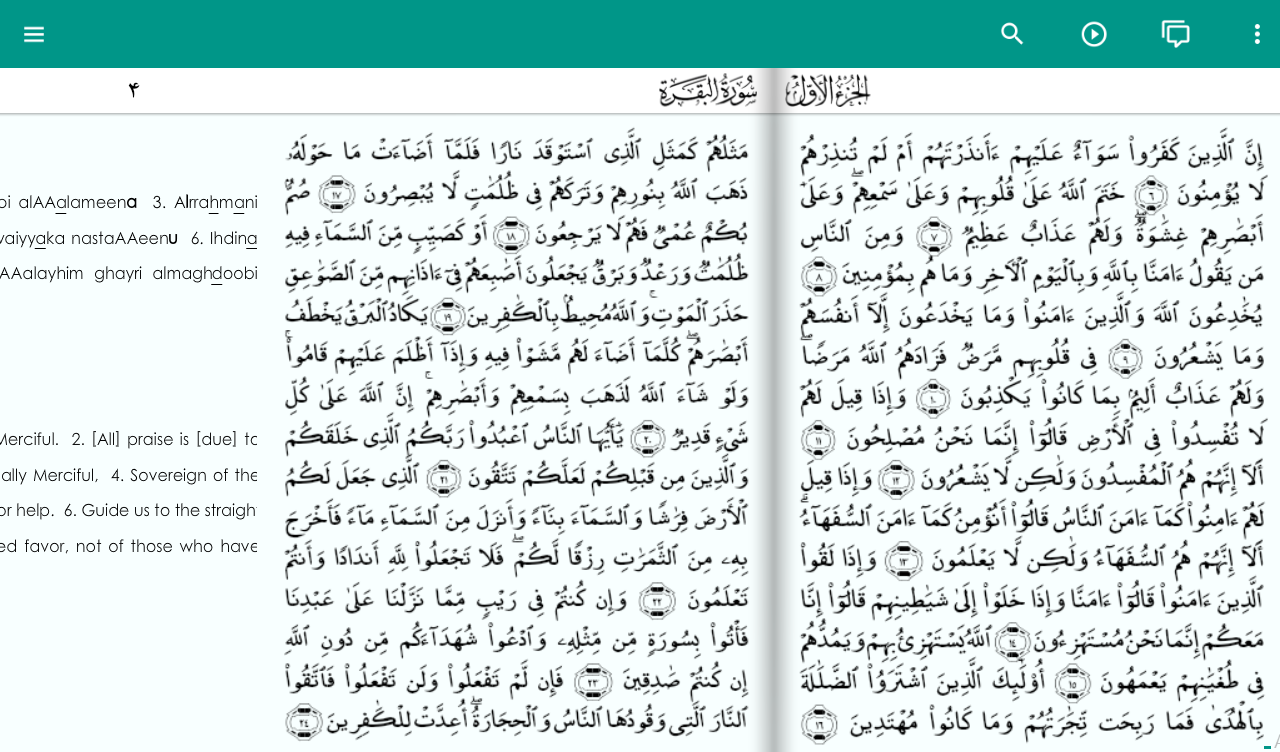 الجزء الأول
سورة البقرة
۴
إِنَّ ٱلَّذِينَ كَفَرُوا۟ سَوَآءٌ عَلَيْهِمْ ءَأَنذَرْتَهُمْ أَمْ لَمْ تُنذِرْهُمْ
لَا يُؤْمِنُونَ ٦ خَتَمَ ٱللَّهُ عَلَىٰ قُلُوبِهِمْ وَعَلَىٰ سَمْعِهِمْ ۖ وَعَلَىٰٓ
أَبْصَٰرِهِمْ غِشَٰوَةٌ ۖ وَلَهُمْ عَذَابٌ عَظِيمٌ ٧ وَمِنَ ٱلنَّاسِ
مَن يَقُولُ ءَامَنَّا بِٱللَّهِ وَبِٱلْيَوْمِ ٱلْءَاخِرِ وَمَا هُم بِمُؤْمِنِينَ ٨
يُخَٰدِعُونَ ٱللَّهَ وَٱلَّذِينَ ءَامَنُوا۟ وَمَا يَخْدَعُونَ إِلَّآ أَنفُسَهُمْ
وَمَا يَشْعُرُونَ ٩ فِى قُلُوبِهِم مَّرَضٌ فَزَادَهُمُ ٱللَّهُ مَرَضًا ۖ
وَلَهُمْ عَذَابٌ أَلِيمٌۢ بِمَا كَانُوا۟ يَكْذِبُونَ ١٠ وَإِذَا قِيلَ لَهُمْ
لَا تُفْسِدُوا۟ فِى ٱلْأَرْضِ قَالُوٓا۟ إِنَّمَا نَحْنُ مُصْلِحُونَ ١١
أَلَآ إِنَّهُمْ هُمُ ٱلْمُفْسِدُونَ وَلَٰكِن لَّا يَشْعُرُونَ ١٢ وَإِذَا قِيلَ
لَهُمْ ءَامِنُوا۟ كَمَآ ءَامَنَ ٱلنَّاسُ قَالُوٓا۟ أَنُؤْمِنُ كَمَآ ءَامَنَ ٱلسُّفَهَآءُ ۗ
أَلَآ إِنَّهُمْ هُمُ ٱلسُّفَهَآءُ وَلَٰكِن لَّا يَعْلَمُونَ ١٣ وَإِذَا لَقُوا۟
ٱلَّذِينَ ءَامَنُوا۟ قَالُوٓا۟ ءَامَنَّا وَإِذَا خَلَوْا۟ إِلَىٰ شَيَٰطِينِهِمْ قَالُوٓا۟ إِنَّا
مَعَكُمْ إِنَّمَا نَحْنُ مُسْتَهْزِءُونَ ١٤ ٱللَّهُ يَسْتَهْزِئُ بِهِمْ وَيَمُدُّهُمْ
فِى طُغْيَٰنِهِمْ يَعْمَهُونَ ١٥ أُو۟لَٰٓئِكَ ٱلَّذِينَ ٱشْتَرَوُا۟ ٱلضَّلَٰلَةَ
بِٱلْهُدَىٰ فَمَا رَبِحَت تِّجَٰرَتُهُمْ وَمَا كَانُوا۟ مُهْتَدِينَ ١٦
مَثَلُهُمْ كَمَثَلِ ٱلَّذِى ٱسْتَوْقَدَ نَارًا فَلَمَّآ أَضَآءَتْ مَا حَوْلَهُۥ
ذَهَبَ ٱللَّهُ بِنُورِهِمْ وَتَرَكَهُمْ فِى ظُلُمَٰتٍ لَّا يُبْصِرُونَ ١٧ صُمٌّۢ
بُكْمٌ عُمْىٌ فَهُمْ لَا يَرْجِعُونَ ١٨ أَوْ كَصَيِّبٍ مِّنَ ٱلسَّمَآءِ فِيهِ
ظُلُمَٰتٌ وَرَعْدٌ وَبَرْقٌ يَجْعَلُونَ أَصَٰبِعَهُمْ فِىٓ ءَاذَانِهِم مِّنَ ٱلصَّوَٰعِقِ
حَذَرَ ٱلْمَوْتِ ۚ وَٱللَّهُ مُحِيطٌۢ بِٱلْكَٰفِرِينَ ١٩ يَكَادُ ٱلْبَرْقُ يَخْطَفُ
أَبْصَٰرَهُمْ ۖ كُلَّمَآ أَضَآءَ لَهُم مَّشَوْا۟ فِيهِ وَإِذَآ أَظْلَمَ عَلَيْهِمْ قَامُوا۟ ۚ
وَلَوْ شَآءَ ٱللَّهُ لَذَهَبَ بِسَمْعِهِمْ وَأَبْصَٰرِهِمْ ۚ إِنَّ ٱللَّهَ عَلَىٰ كُلِّ
شَىْءٍ قَدِيرٌ ٢٠ يَٰٓأَيُّهَا ٱلنَّاسُ ٱعْبُدُوا۟ رَبَّكُمُ ٱلَّذِى خَلَقَكُمْ
وَٱلَّذِينَ مِن قَبْلِكُمْ لَعَلَّكُمْ تَتَّقُونَ ٢١ ٱلَّذِى جَعَلَ لَكُمُ
ٱلْأَرْضَ فِرَٰشًا وَٱلسَّمَآءَ بِنَآءً وَأَنزَلَ مِنَ ٱلسَّمَآءِ مَآءً فَأَخْرَجَ
بِهِۦ مِنَ ٱلثَّمَرَٰتِ رِزْقًا لَّكُمْ ۖ فَلَا تَجْعَلُوا۟ لِلَّهِ أَندَادًا وَأَنتُمْ
تَعْلَمُونَ ٢٢ وَإِن كُنتُمْ فِى رَيْبٍ مِّمَّا نَزَّلْنَا عَلَىٰ عَبْدِنَا
فَأْتُوا۟ بِسُورَةٍ مِّن مِّثْلِهِۦ وَٱدْعُوا۟ شُهَدَآءَكُم مِّن دُونِ ٱللَّهِ
إِن كُنتُمْ صَٰدِقِينَ ٢٣ فَإِن لَّمْ تَفْعَلُوا۟ وَلَن تَفْعَلُوا۟ فَٱتَّقُوا۟
ٱلنَّارَ ٱلَّتِى وَقُودُهَا ٱلنَّاسُ وَٱلْحِجَارَةُ ۖ أُعِدَّتْ لِلْكَٰفِرِينَ ٢٤
bi alAAalameena 3. Alrrahmani
waiyyaka nastaAAeenu 6. Ihdina
AAalayhim ghayri almaghdoobi
Merciful. 2. [All] praise is [due] to
ally Merciful, 4. Sovereign of the
or help. 6. Guide us to the straight
ed favor, not of those who have